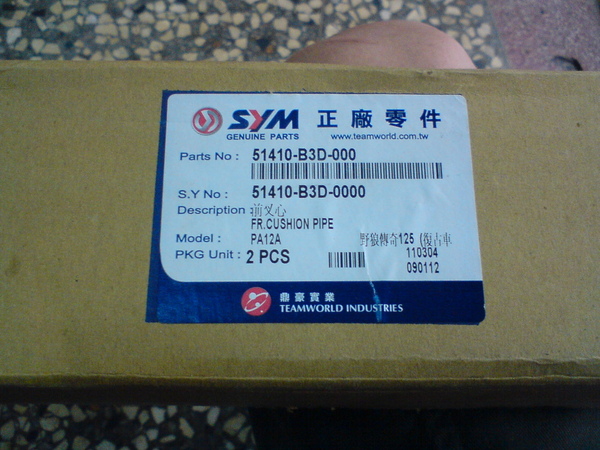 SYM 正廠零件
GENUINE PARTS www.teamworld.com.tw
Parts No : 51410-B3D-000
S.Y No : 51410-B3D-0000
Description :前叉心
FR.CUSHION PIPE
Model : PA12A 野狼傳奇125 (復古車
PKG Unit : 2 PCS 110304
090112
鼎豪實業
TEAMWORLD INDUSTRIES